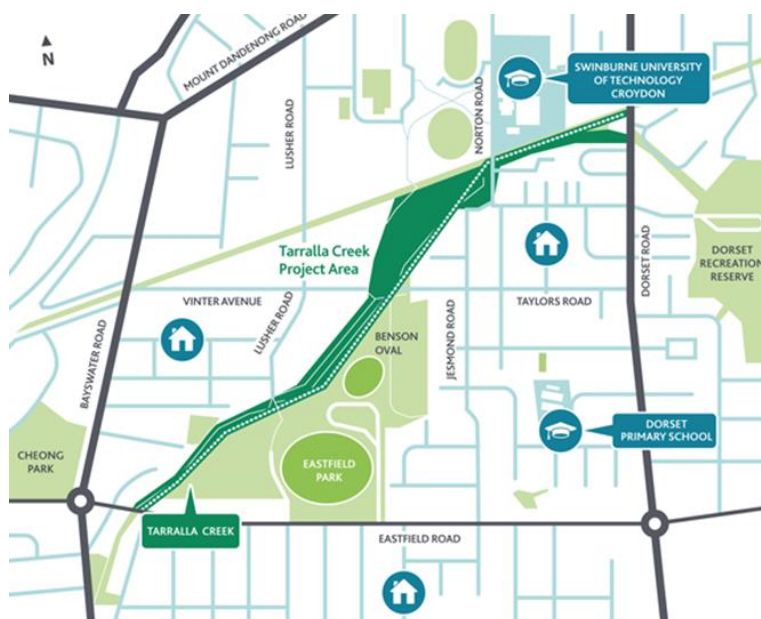 N
MOUNT DANDENONG ROAD
SWINBURNE UNIVERSITY
OF TECHNOLOGY
CROYDON
LUSHER ROAD
NORTON ROAD
Tarralla Creek
Project Area
DORSET
RECREATION
RESERVE
DORSET ROAD
VINTER AVENUE
TAYLORS ROAD
LUSHER ROAD
BENSON
OVAL
JESMOND ROAD
BAYSWATER ROAD
DORSET
PRIMARY SCHOOL
CHEONG
PARK
EASTFIELD
PARK
TARRALLA CREEK
EASTFIELD ROAD